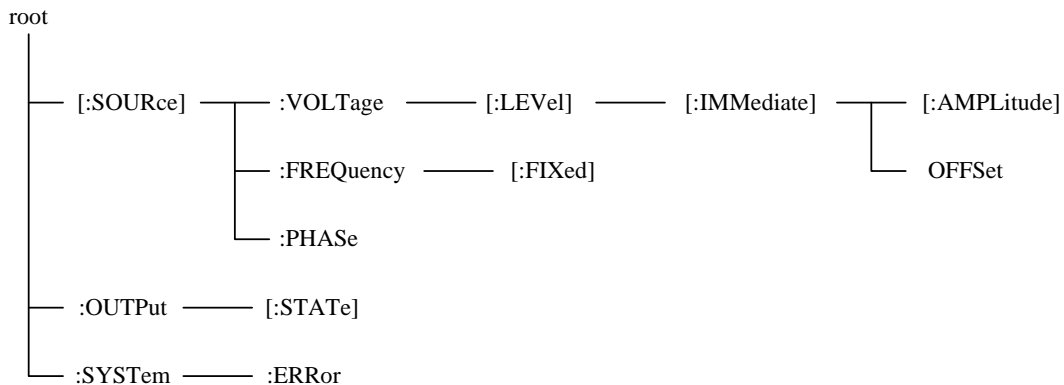 root
[:SOURce] :VOLTage [:LEVel] [:IMMediate] [:AMPLitude]
:FREQuency [:FIXed] OFFSet
:PHASe
:OUTPut [:STATe]
:SYSTem :ERRor